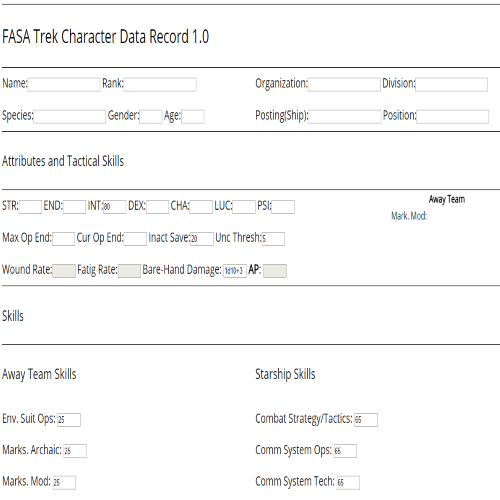 FASA Trek Character Data Record 1.0
Name: Rank: Organization: Division:
Species: Gender: Age: Posting(Ship): Position:
Attributes and Tactical Skills
STR: END: INT: 80 DEX: CHA: LUC: PSI: Away Team
Mark. Mod:
Max Op End: Cur Op End: Inact Save: 20 Unc Thresh: 5
Wound Rate: Fatig Rate: Bare-Hand Damage: 1d10+3 AP:
Skills
Away Team Skills Starship Skills
Env. Suit Ops: 25 Combat Strategy/Tactics: 65
Marks. Archaic: 25 Comm System Ops: 65
Marks. Mod: 25 Comm System Tech: 65